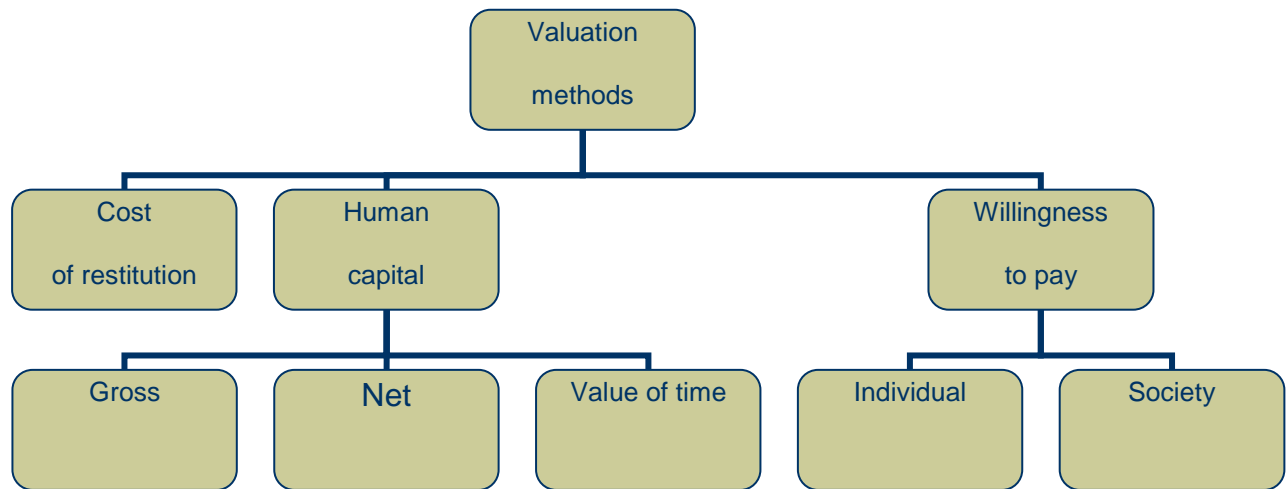 Valuation
methods
Cost
of restitution
Human
capital
Willingness
to pay
Gross
Net
Value of time
Individual
Society